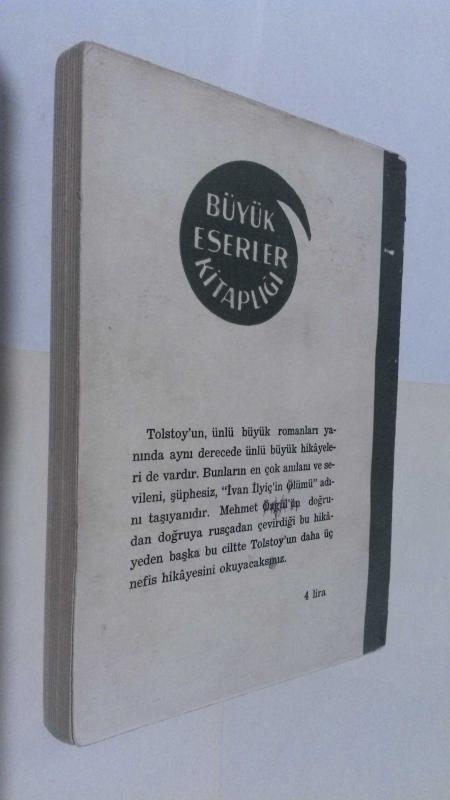 BÜYÜK
ESERLER
KİTAPLIĞI
Tolstoy'un, ünlü büyük romanları ya-
nında aynı derecede ünlü büyük hikâyele-
ri de vardır. Bunların en çok anılanı ve se-
vileni, şüphesiz, "İvan İlyiç'in Ölümü" adı-
nı taşıyanıdır. Mehmet Özgül'ün doğru-
dan doğruya rusçadan çevirdiği bu hikâ-
yeden başka bu ciltte Tolstoy'un daha üç
nefis hikâyesini okuyacaksınız.
4 lira